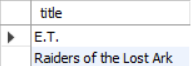 title
E.T.
Raiders of the Lost Ark